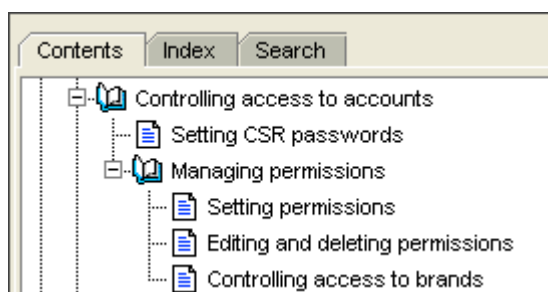 Contents Index Search
Controlling access to accounts
Setting CSR passwords
Managing permissions
Setting permissions
Editing and deleting permissions
Controlling access to brands